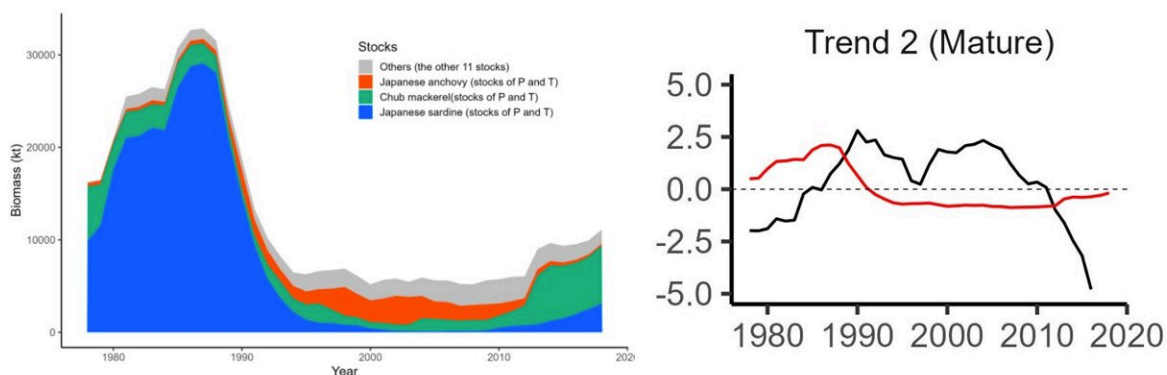 30000
20000
10000
0
Biomass (kt)
1980
1990
2000
2010
2020
Year
Stocks
Others (the other 11 stocks)
Japanese anchovy (stocks of P and T)
Chub mackerel(stocks of P and T)
Japanese sardine (stocks of P and T)
Trend 2 (Mature)
5.0
2.5
0.0
-2.5
-5.0
1980 1990 2000 2010 2020